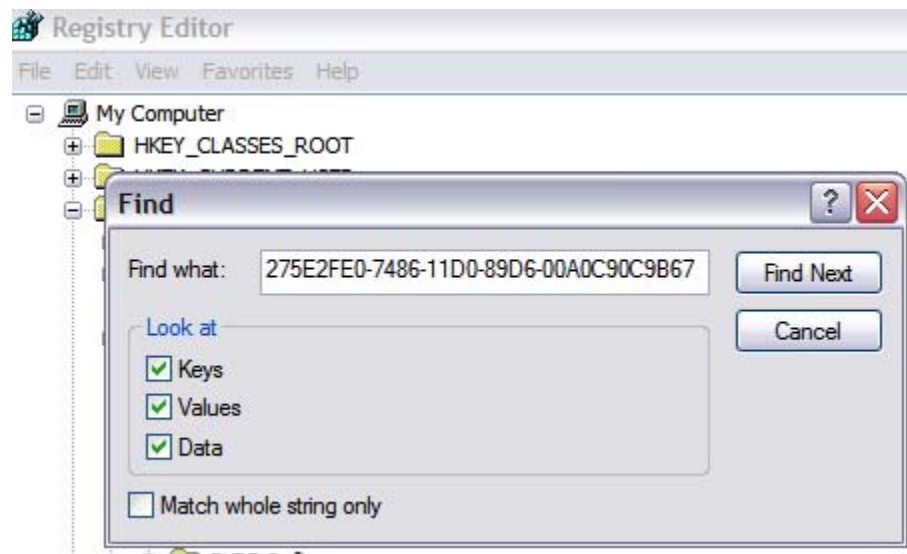 Registry Editor
File Edit View Favorites Help
My Computer
HKEY_CLASSES_ROOT
Find
Find what: 275E2FE0-7486-11D0-89D6-00A0C90C9B67
Find Next
Look at
Cancel
Keys
Values
Data
Match whole string only